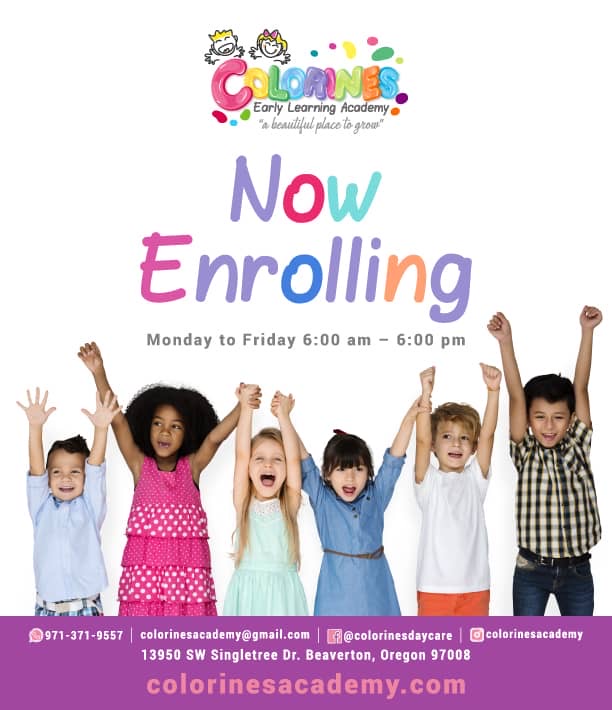 COLORINES
Early Learning Academy
"a beautiful place to grow"
Now
Enrolling
Monday to Friday 6:00 am – 6:00 pm
971-371-9557 | colorinesacademy@gmail.com | @colorinesdaycare | colorinesacademy
13950 SW Singletree Dr. Beaverton, Oregon 97008
colorinesacademy.com